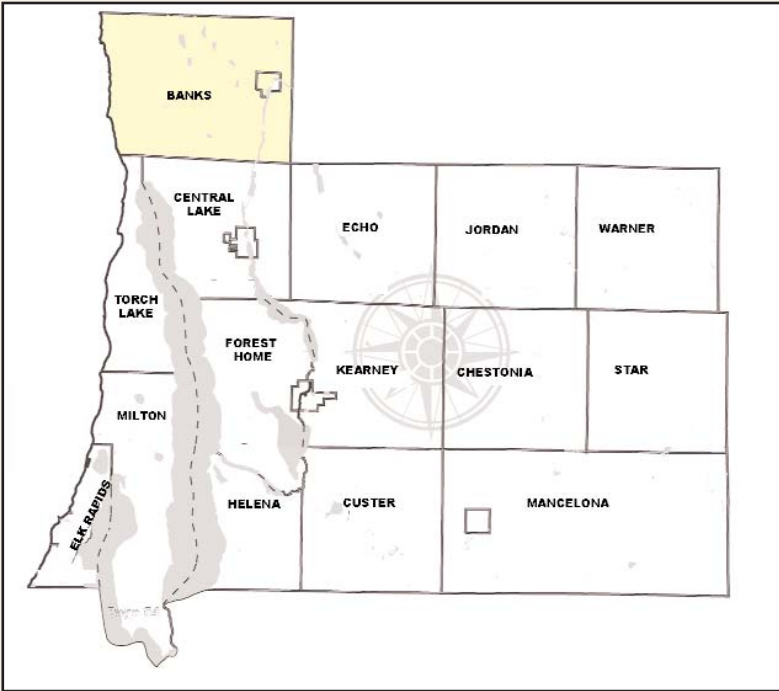 BANKS
CENTRAL
LAKE
ECHO
JORDAN
WARNER
TORCH
LAKE
FOREST
HOME
KEARNEY
CHESTONIA
STAR
MILTON
ELK RAPIDS
HELENA
CUSTER
MANCELONA